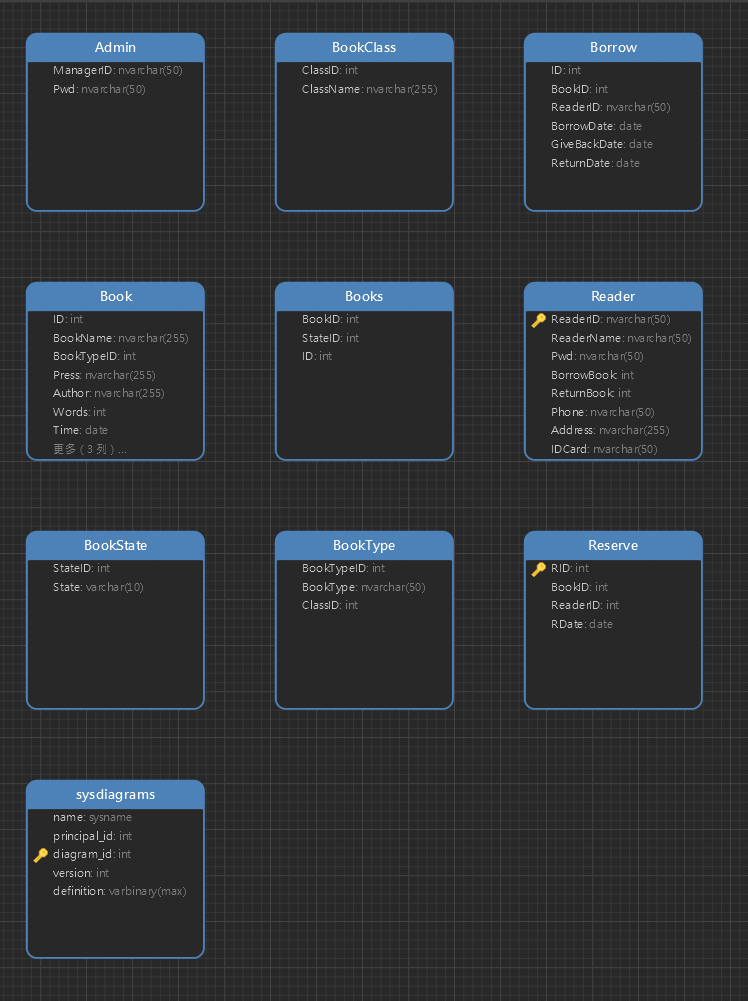 Admin
ManagerID: nvarchar(50)
Pwd: nvarchar(50)
BookClass
ClassID: int
ClassName: nvarchar(255)
Borrow
ID: int
BookID: int
ReaderID: nvarchar(50)
BorrowDate: date
GiveBackDate: date
ReturnDate: date
Book
ID: int
BookName: nvarchar(255)
BookTypeID: int
Press: nvarchar(255)
Author: nvarchar(255)
Words: int
Time: date
更多 ( 3 列 ) ...
Books
BookID: int
StateID: int
ID: int
Reader
ReaderID: nvarchar(50)
ReaderName: nvarchar(50)
Pwd: nvarchar(50)
BorrowBook: int
ReturnBook: int
Phone: nvarchar(50)
Address: nvarchar(255)
IDCard: nvarchar(50)
BookState
StateID: int
State: varchar(10)
BookType
BookTypeID: int
BookType: nvarchar(50)
ClassID: int
Reserve
RID: int
BookID: int
ReaderID: int
RDate: date
sysdiagrams
name: sysname
principal_id: int
diagram_id: int
version: int
definition: varbinary(max)